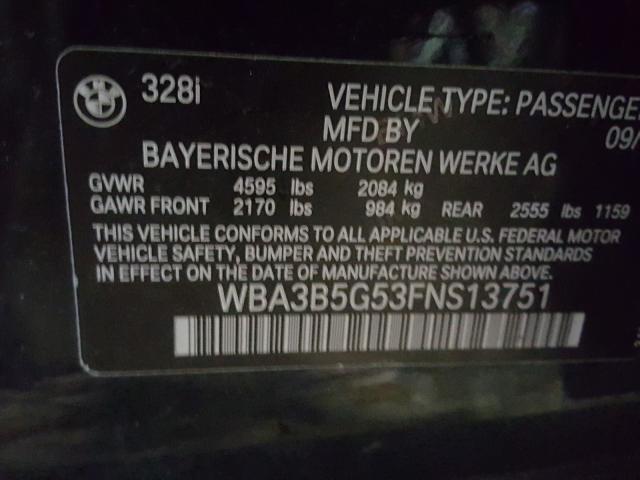 328i VEHICLE TYPE: PASSENGE
MFD BY 09/
BAYERISCHE MOTOREN WERKE AG
GVWR 4595 lbs 2084 kg
GAWR FRONT 2170 lbs 984 kg REAR 2555 lbs 1159
THIS VEHICLE CONFORMS TO ALL APPLICABLE U.S. FEDERAL MOTOR
VEHICLE SAFETY, BUMPER AND THEFT PREVENTION STANDARDS
IN EFFECT ON THE DATE OF MANUFACTURE SHOWN ABOVE.
WBA3B5G53FNS13751